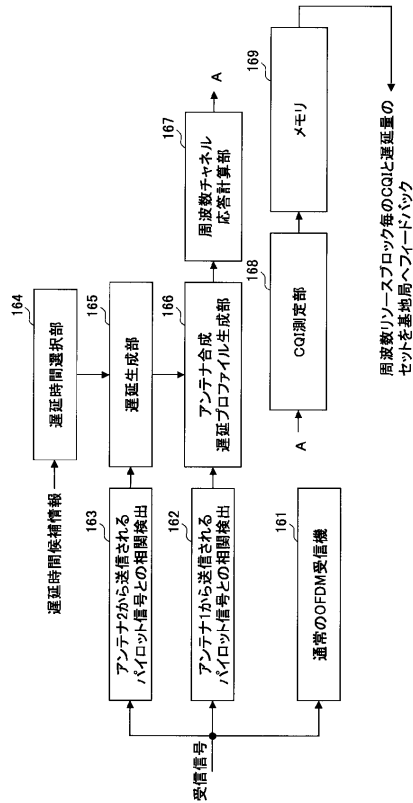 遅延時間候補情報
164
遅延時間選択部
163
アンテナ2から送信される
パイロット信号との相関検出
165
遅延生成部
受信信号
162
アンテナ1から送信される
パイロット信号との相関検出
166
アンテナ合成
遅延プロファイル生成部
167
周波数チャネル
応答計算部
A
161
通常のOFDM受信機
A
168
CQI測定部
169
メモリ
周波数リソースブロック毎のCQIと遅延量の
セットを基地局へフィードバック